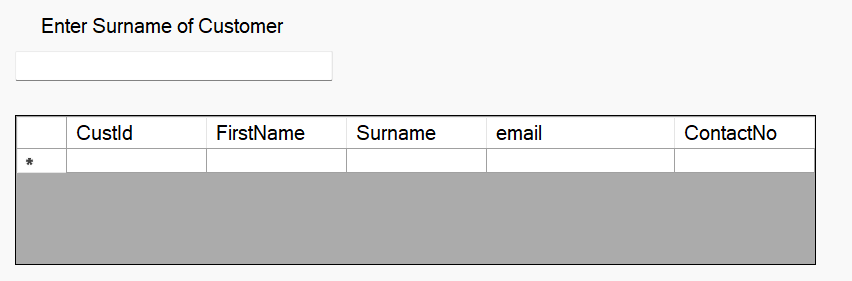 Enter Surname of Customer
CustId FirstName Surname email ContactNo
*